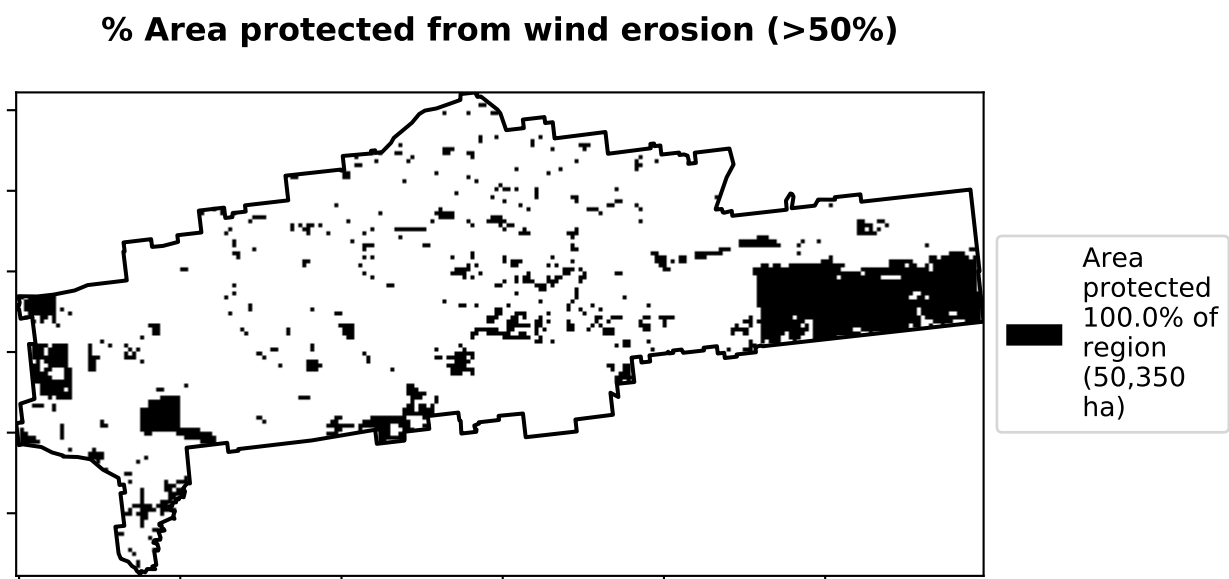 % Area protected from wind erosion (>50%)
Area
protected
100.0% of
region
(50,350
ha)